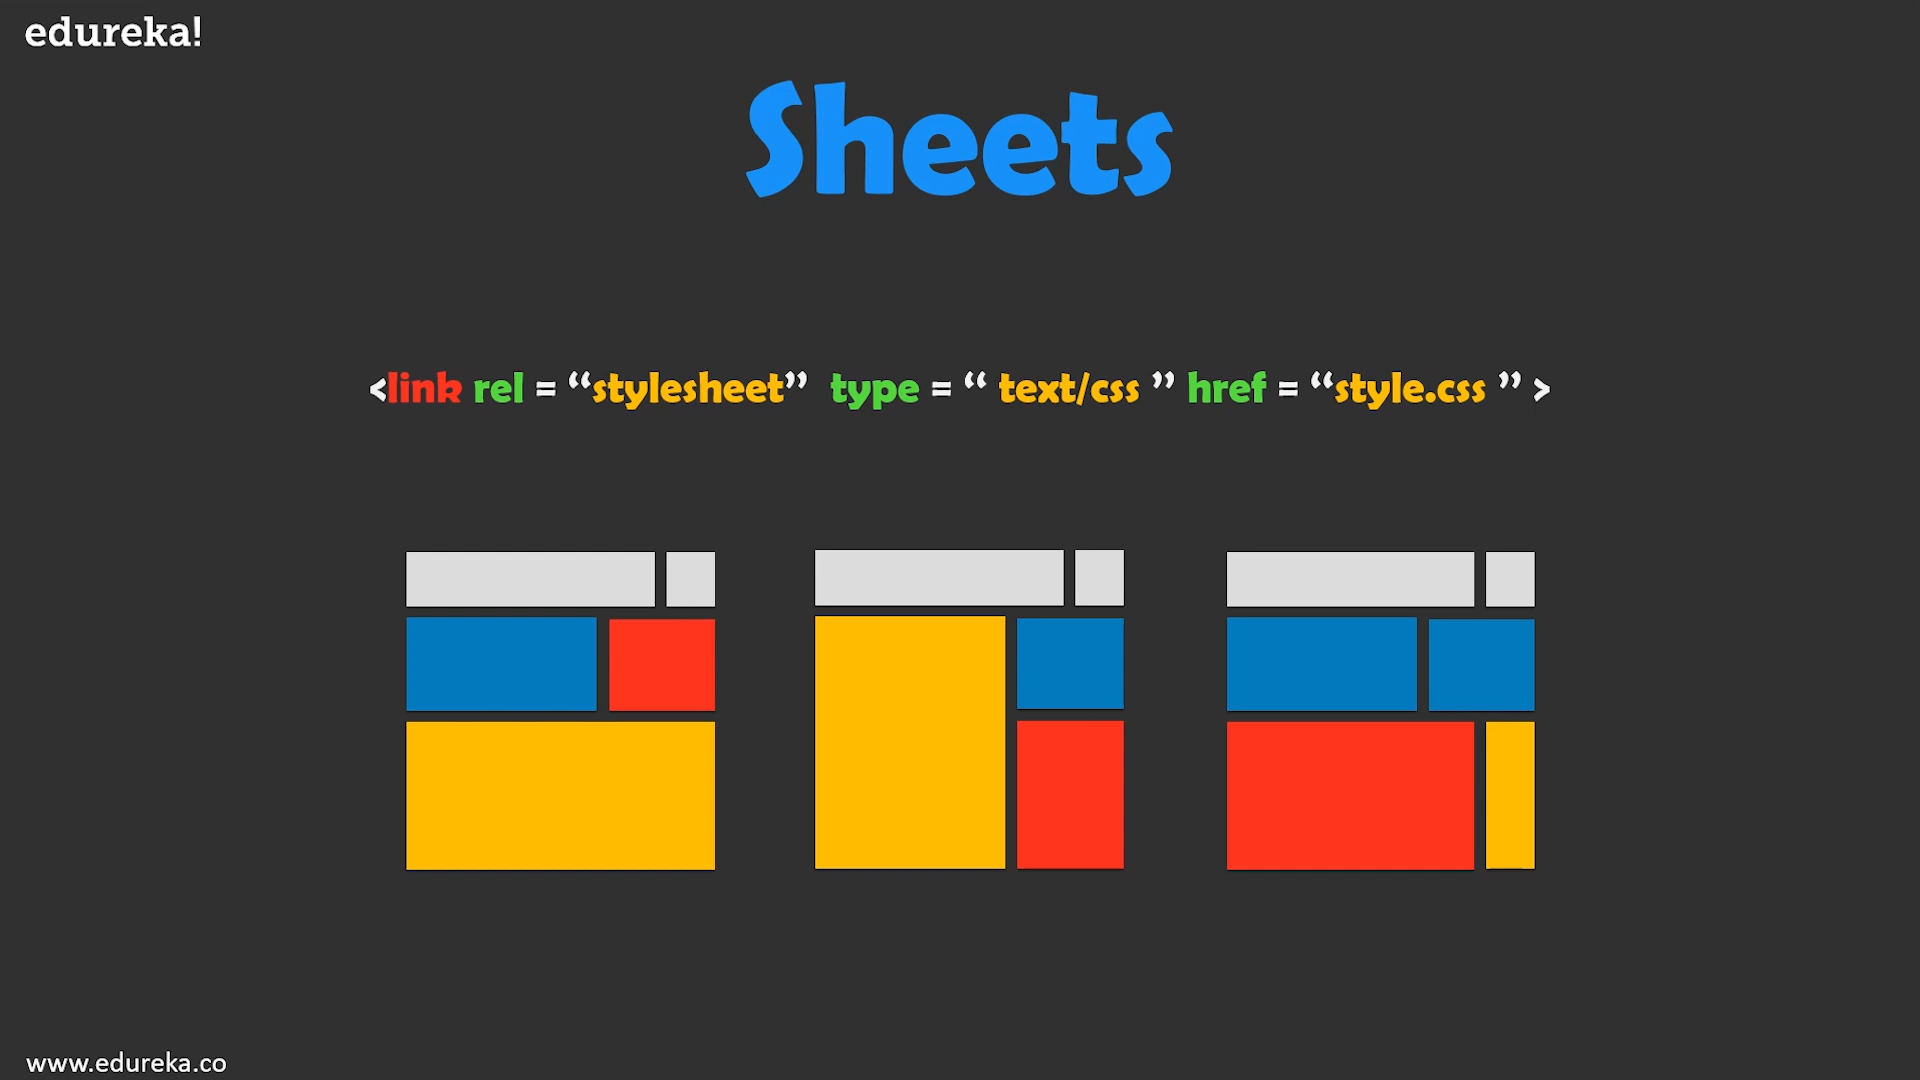 edureka!
Sheets
<link rel = “stylesheet” type = “ text/css ” href = “style.css ” >
www.edureka.co